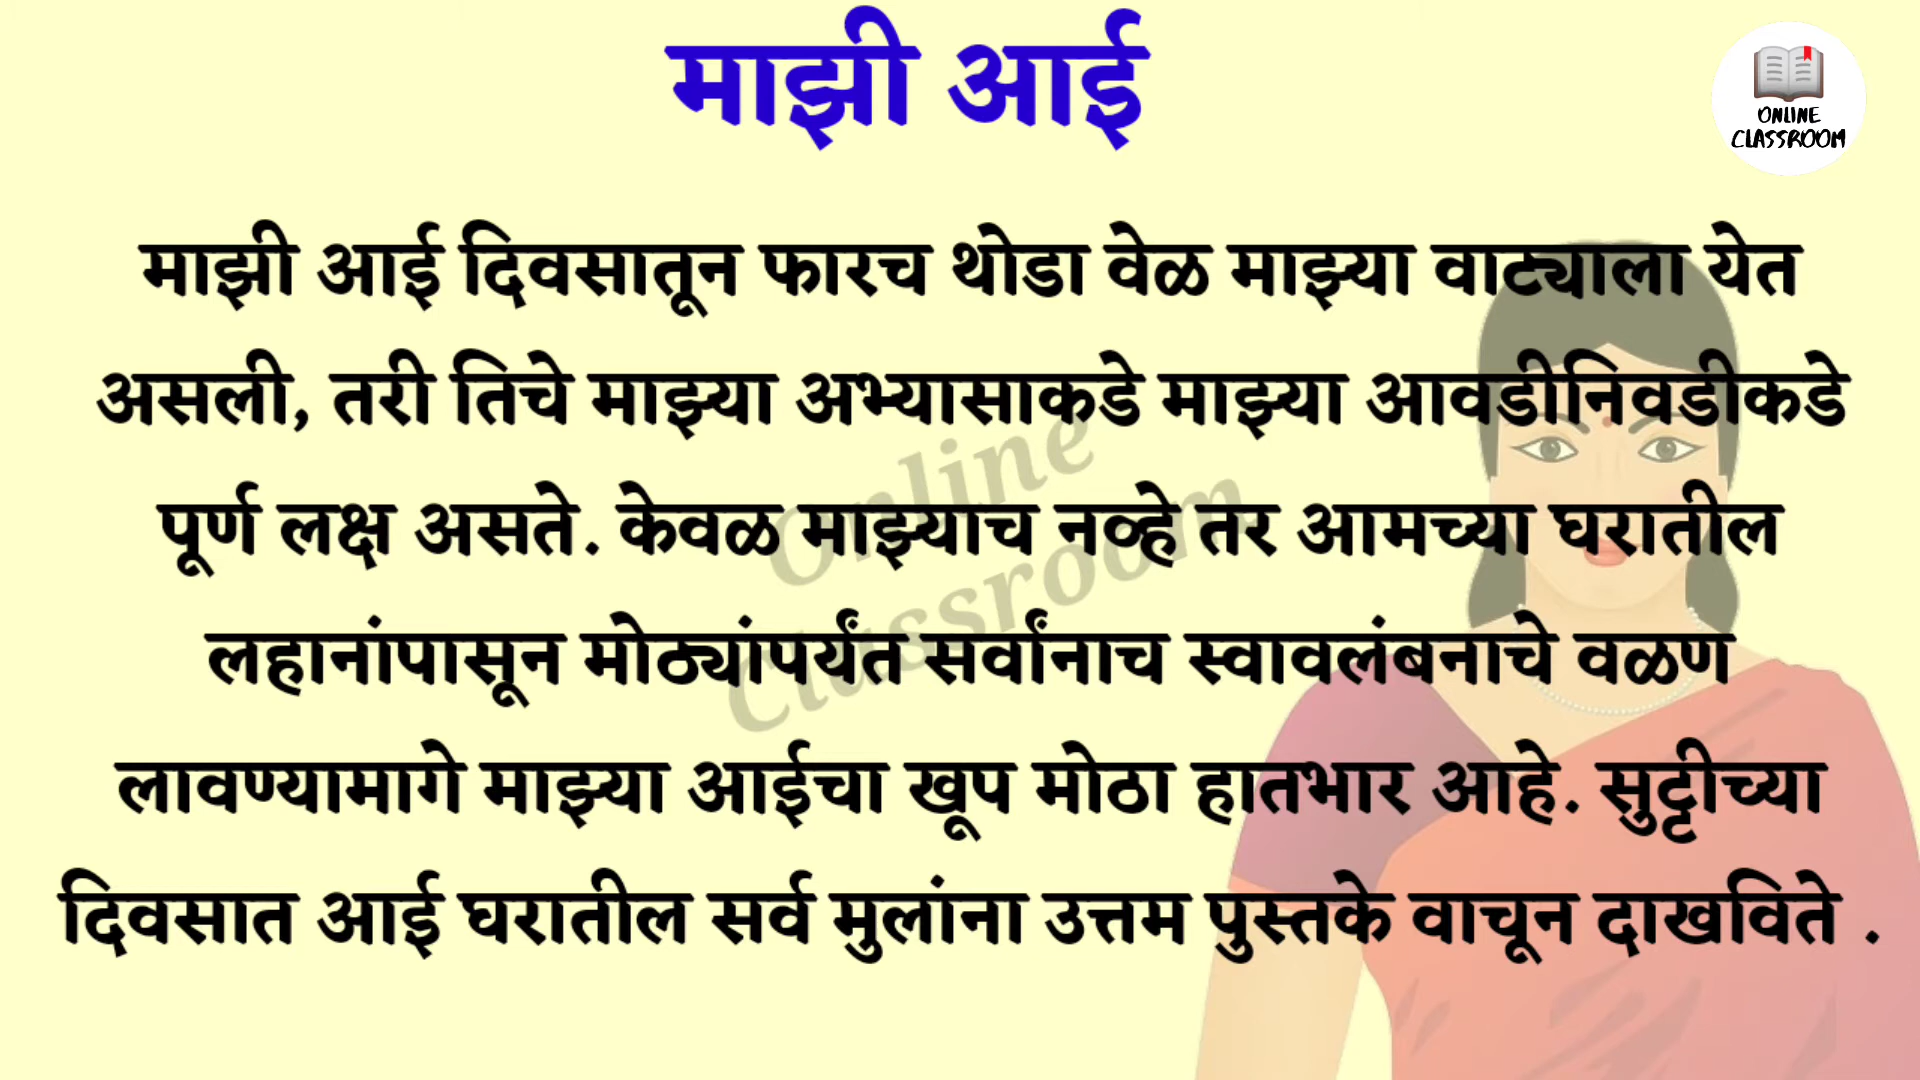 माझी आई
ONLINE
CLASSROOM
माझी आई दिवसातून फारच थोडा वेळ माझ्या वाट्याला येत
असली, तरी तिचे माझ्या अभ्यासाकडे माझ्या आवडीनिवडीकडे
पूर्ण लक्ष असते. केवळ माझ्याच नव्हे तर आमच्या घरातील
लहानांपासून मोठ्यांपर्यंत सर्वांनाच स्वावलंबनाचे वळण
लावण्यामागे माझ्या आईचा खूप मोठा हातभार आहे. सुट्टीच्या
दिवसात आई घरातील सर्व मुलांना उत्तम पुस्तके वाचून दाखविते .
Online
Classroom